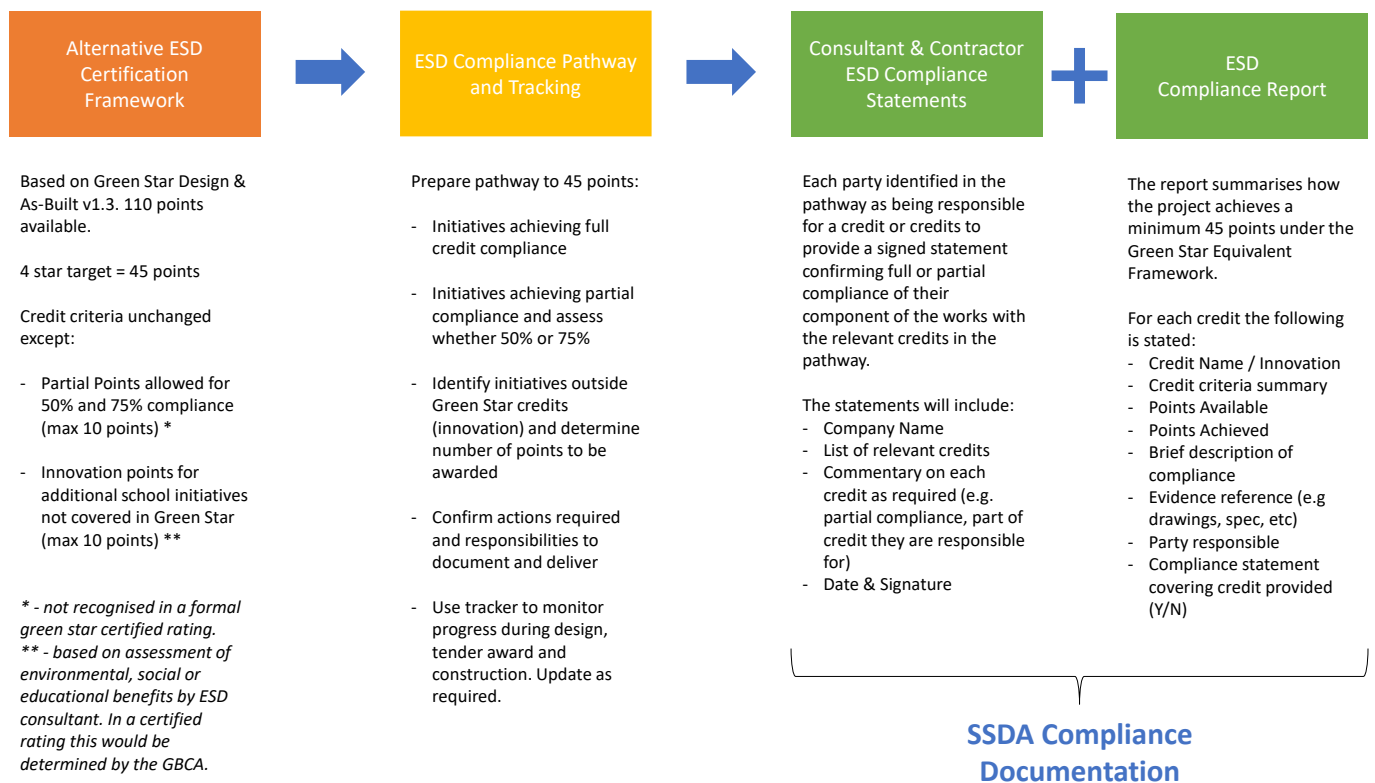 Alternative ESD
Certification
Framework
ESD Compliance Pathway
and Tracking
Consultant & Contractor
ESD Compliance
Statements
ESD
Compliance Report
Based on Green Star Design &
As-Built v1.3. 110 points
available.
4 star target = 45 points
Credit criteria unchanged
except:
- Partial Points allowed for
50% and 75% compliance
(max 10 points) *
- Innovation points for
additional school initiatives
not covered in Green Star
(max 10 points) **
* - not recognised in a formal
green star certified rating.
** - based on assessment of
environmental, social or
educational benefits by ESD
consultant. In a certified
rating this would be
determined by the GBCA.
Prepare pathway to 45 points:
- Initiatives achieving full
credit compliance
- Initiatives achieving partial
compliance and assess
whether 50% or 75%
- Identify initiatives outside
Green Star credits
(innovation) and determine
number of points to be
awarded
- Confirm actions required
and responsibilities to
document and deliver
- Use tracker to monitor
progress during design,
tender award and
construction. Update as
required.
Each party identified in the
pathway as being responsible
for a credit or credits to
provide a signed statement
confirming full or partial
compliance of their
component of the works with
the relevant credits in the
pathway.
The statements will include:
- Company Name
- List of relevant credits
- Commentary on each
credit as required (e.g.
partial compliance, part of
credit they are responsible
for)
- Date & Signature
The report summarises how
the project achieves a
minimum 45 points under the
Green Star Equivalent
Framework.
For each credit the following
is stated:
- Credit Name / Innovation
- Credit criteria summary
- Points Available
- Points Achieved
- Brief description of
compliance
- Evidence reference (e.g
drawings, spec, etc)
- Party responsible
- Compliance statement
covering credit provided
(Y/N)
SSDA Compliance
Documentation